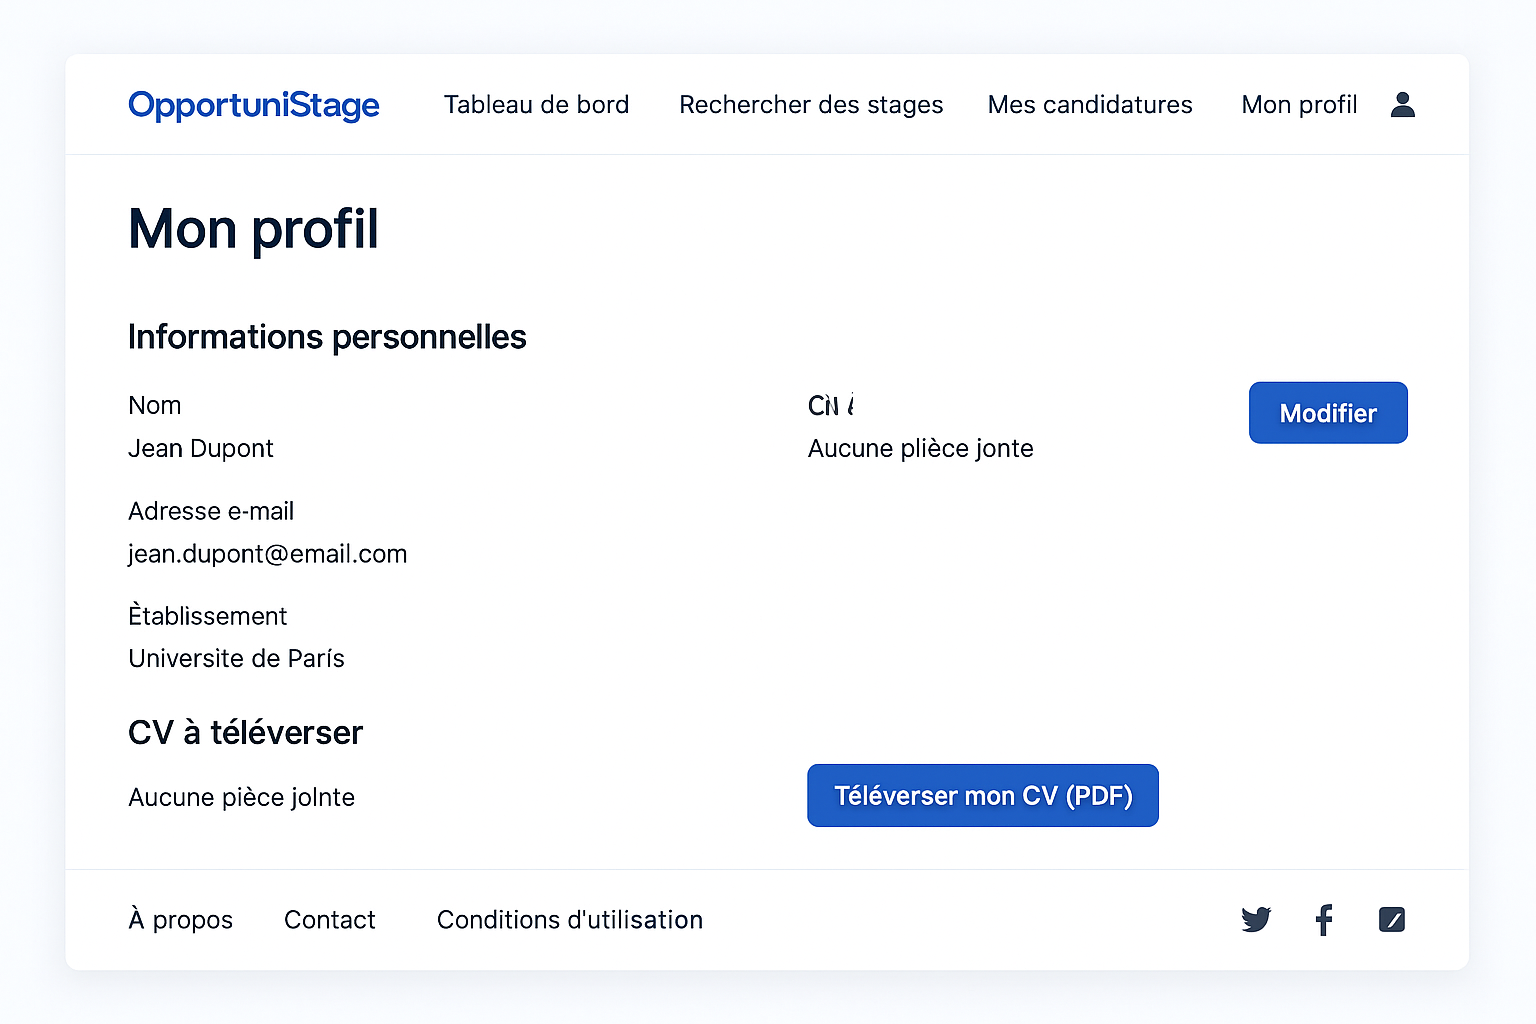 OpportuniStage Tableau de bord Rechercher des stages Mes candidatures Mon profil
Mon profil
Informations personnelles
Nom
Jean Dupont
Aucune plièce jonte
Modifier
Adresse e-mail
jean.dupont@email.com
Ètablissement
Universite de París
CV à téléverser
Aucune pièce jolnte
Téléverser mon CV (PDF)
À propos Contact Conditions d'utilisation